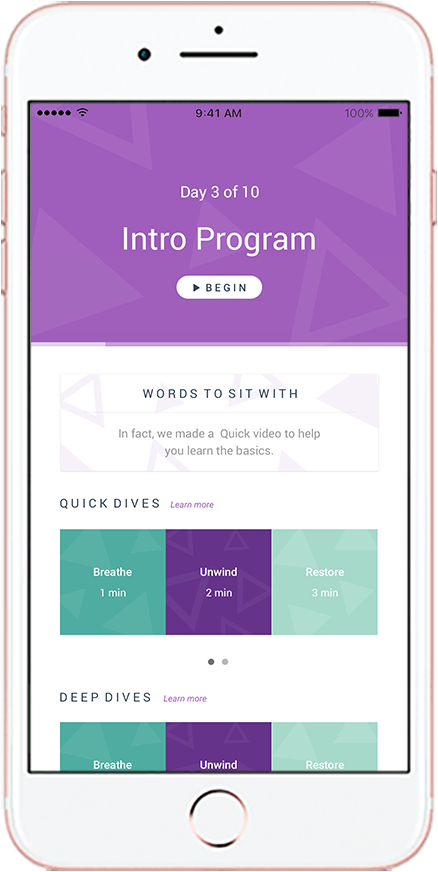 9:41 AM
100%
Day 3 of 10
Intro Program
BEGIN
WORDS TO SIT WITH
In fact, we made a Quick video to help
you learn the basics.
QUICK DIVES Learn more
Breathe Unwind Restore
1 min 2 min 3 min
DEEP DIVES Learn more
Breathe Unwind Restore